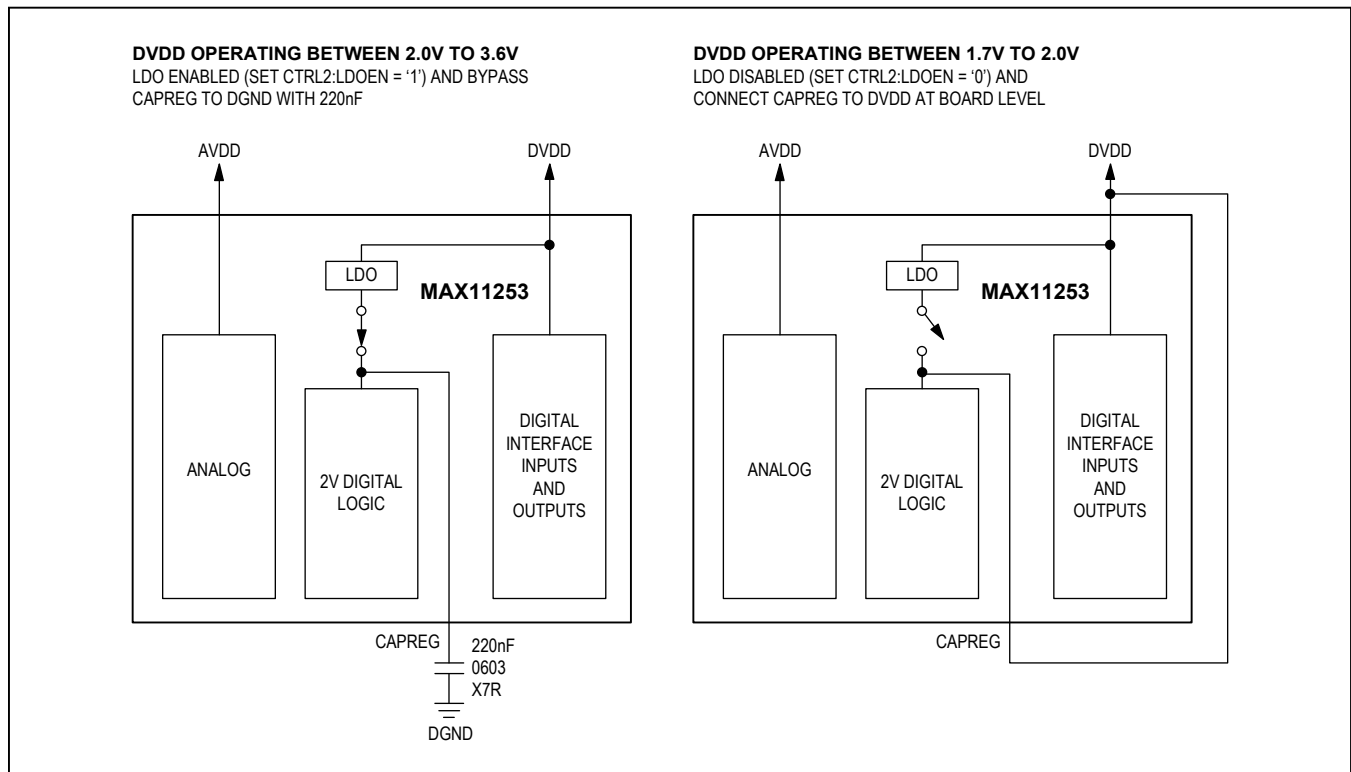 DVDD OPERATING BETWEEN 2.0V TO 3.6V
LDO ENABLED (SET CTRL2:LDOEN = ‘1’) AND BYPASS
CAPREG TO DGND WITH 220nF
AVDD
DVDD
LDO
MAX11253
ANALOG
2V DIGITAL
LOGIC
DIGITAL
INTERFACE
INPUTS
AND
OUTPUTS
CAPREG
220nF
0603
X7R
DGND
DVDD OPERATING BETWEEN 1.7V TO 2.0V
LDO DISABLED (SET CTRL2:LDOEN = ‘0’) AND
CONNECT CAPREG TO DVDD AT BOARD LEVEL
AVDD
DVDD
LDO
MAX11253
ANALOG
2V DIGITAL
LOGIC
DIGITAL
INTERFACE
INPUTS
AND
OUTPUTS
CAPREG